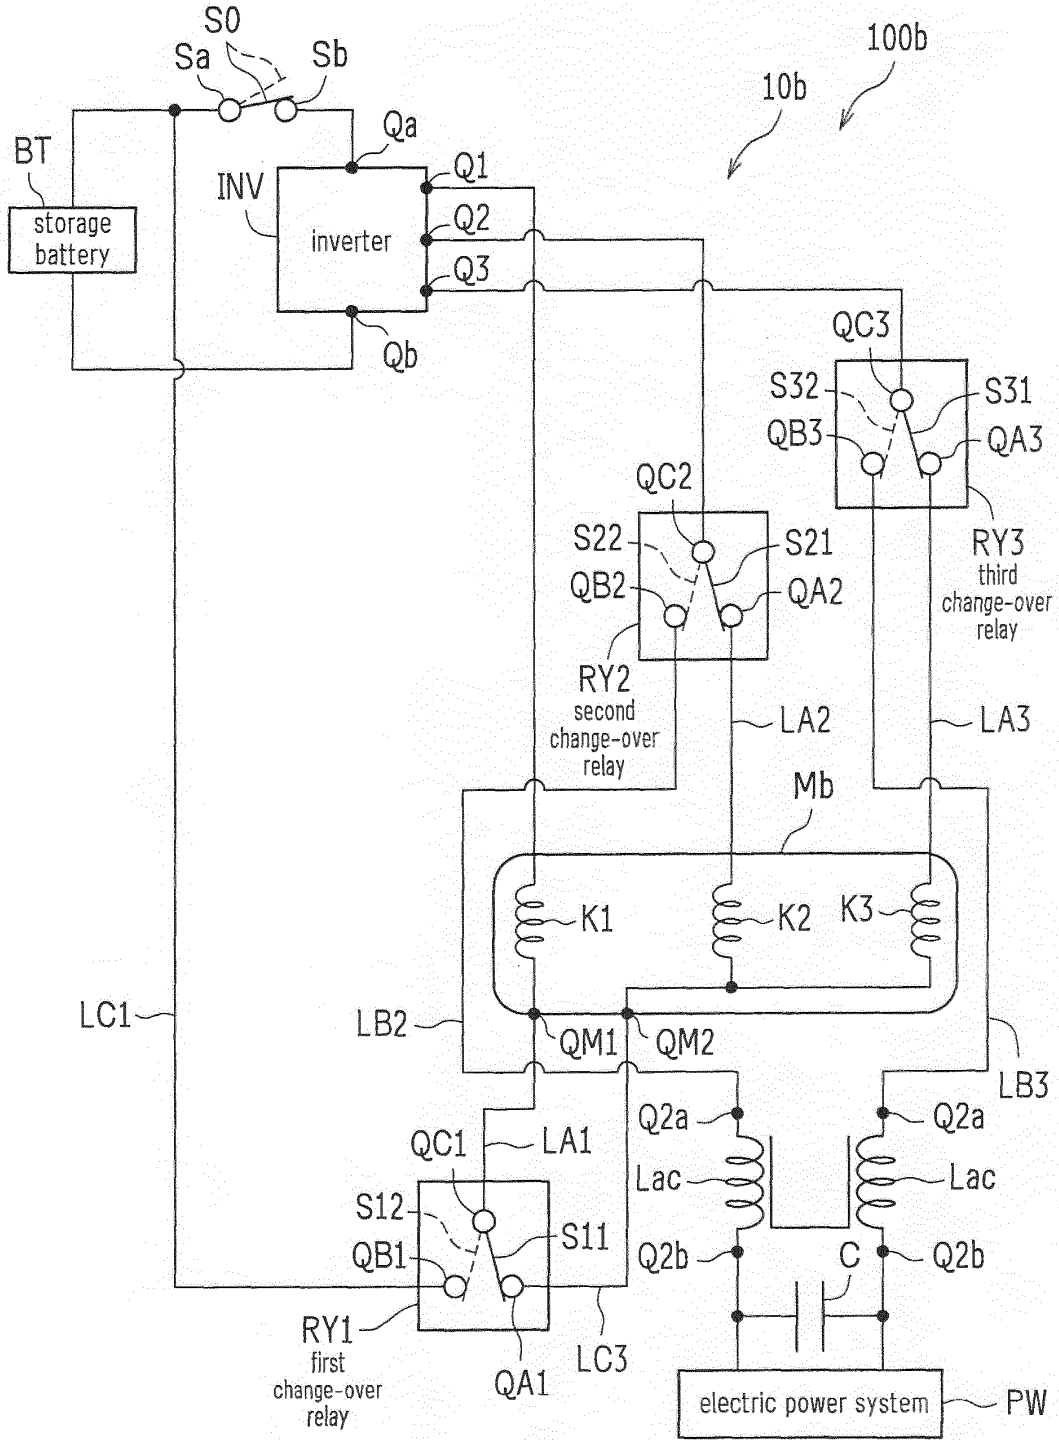 S0
Sa
Sb
100b
10b
BT
storage
battery
Qa
INV
inverter
Q1
Q2
Q3
Qb
QC3
S32
S31
QB3
QA3
RY3
third
change-over
relay
QC2
S22
S21
QB2
QA2
RY2
second
change-over
relay
LA2
LA3
Mb
K1
K2
K3
LC1
LB2
QM1
QM2
LB3
Q2a
Q2a
QC1
LA1
Lac
Lac
S12
S11
QB1
Q2b
C
Q2b
RY1
first
change-over
relay
QA1
LC3
electric power system
PW